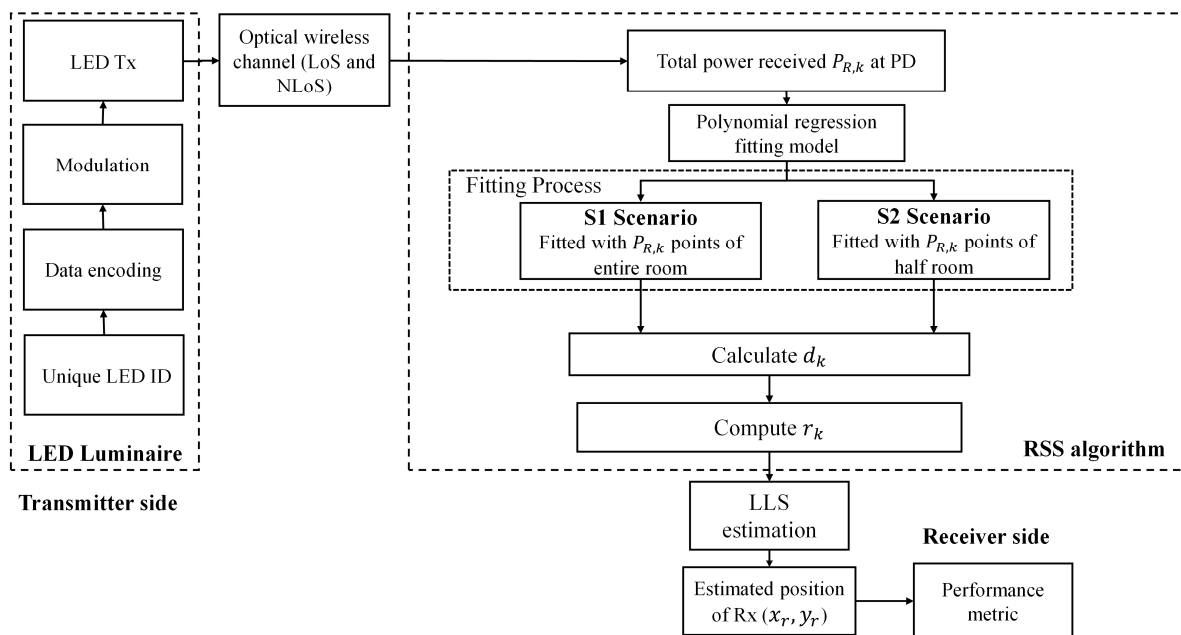 LED Tx
Modulation
Data encoding
Unique LED ID
LED Luminaire
Transmitter side
Optical wireless
channel (LoS and
NLoS)
Total power received P_{R,k} at PD
Polynomial regression
fitting model
Fitting Process
S1 Scenario
Fitted with P_{R,k} points of
entire room
S2 Scenario
Fitted with P_{R,k} points of
half room
Calculate d_k
Compute r_k
RSS algorithm
LLS
estimation
Receiver side
Estimated position
of Rx (x_r, y_r)
Performance
metric